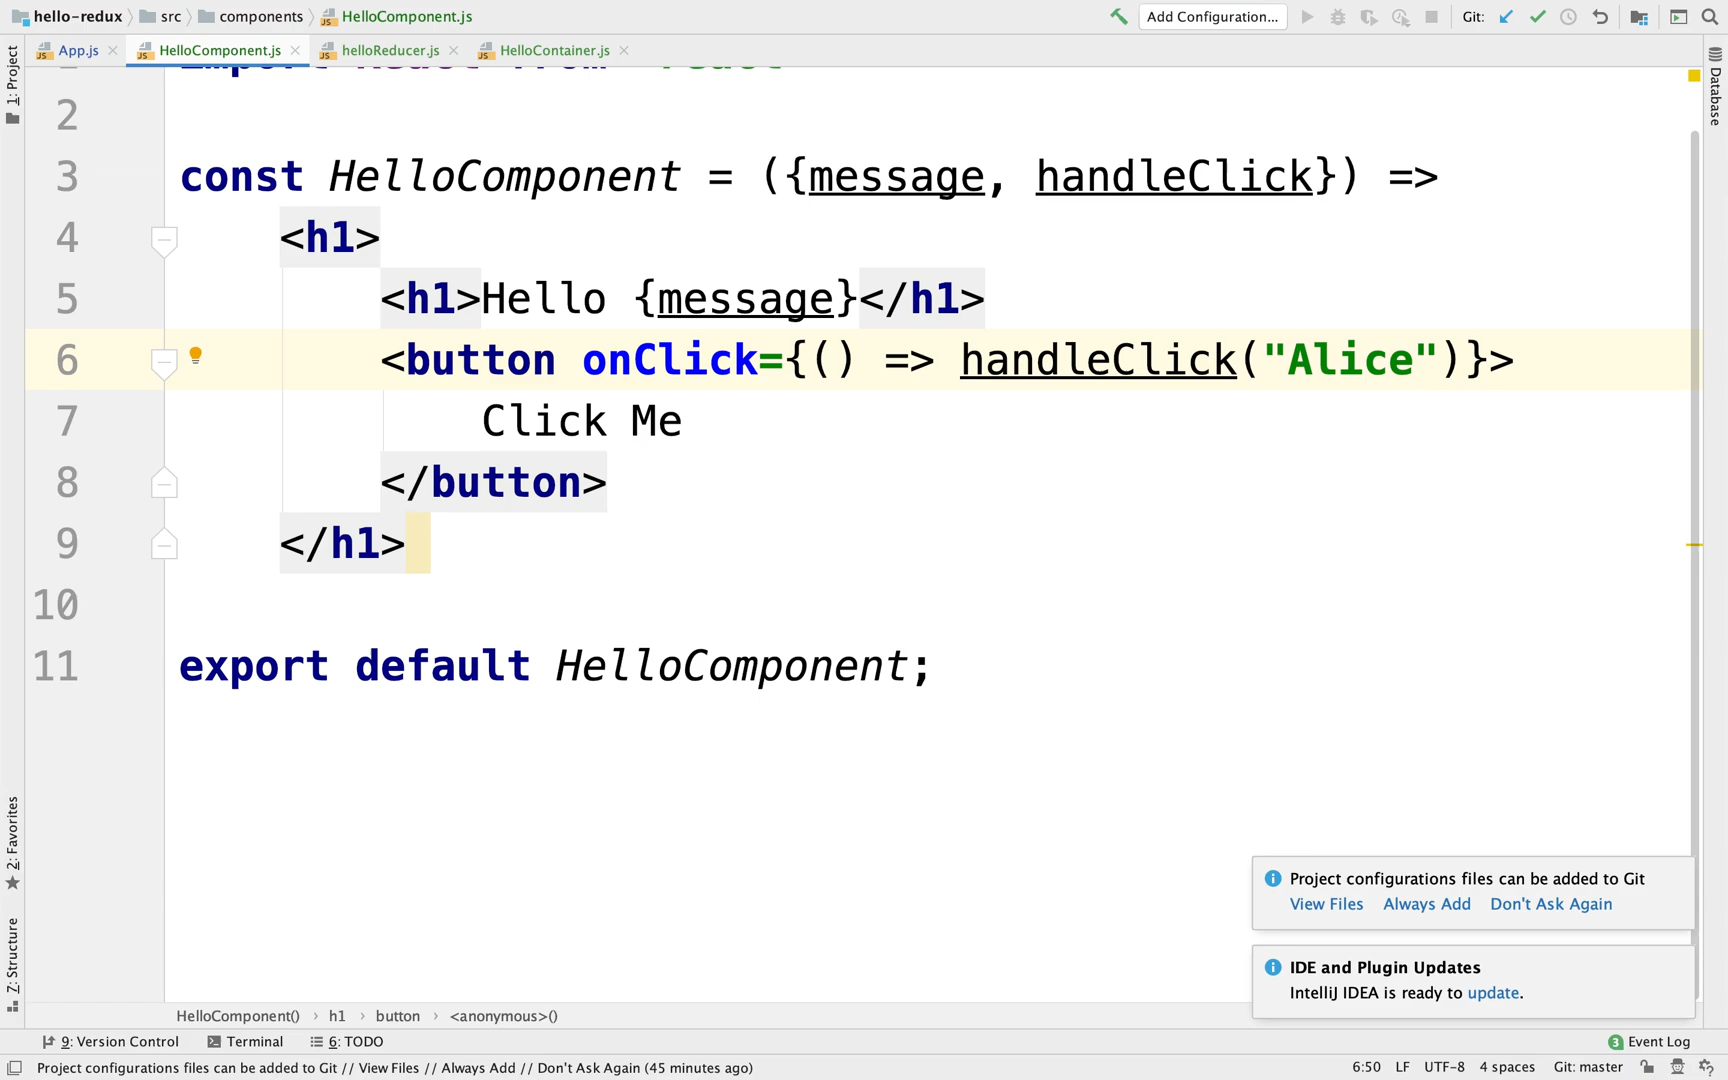 hello-redux src components HelloComponent.js Add Configuration... Git:
App.js HelloComponent.js helloReducer.js HelloContainer.js
1: Project
Database
import React from 'react'
2
3 const HelloComponent = ({message, handleClick}) =>
4 <h1>
5 <h1>Hello {message}</h1>
6 <button onClick={() => handleClick("Alice")}>
7 Click Me
8 </button>
9 </h1>
10
11 export default HelloComponent;
2: Favorites
Z: Structure
Project configurations files can be added to Git
View Files Always Add Don't Ask Again
IDE and Plugin Updates
IntelliJ IDEA is ready to update.
HelloComponent() h1 button <anonymous>()
9: Version Control Terminal 6: TODO 3 Event Log
Project configurations files can be added to Git // View Files // Always Add // Don't Ask Again (45 minutes ago) 6:50 LF UTF-8 4 spaces Git: master